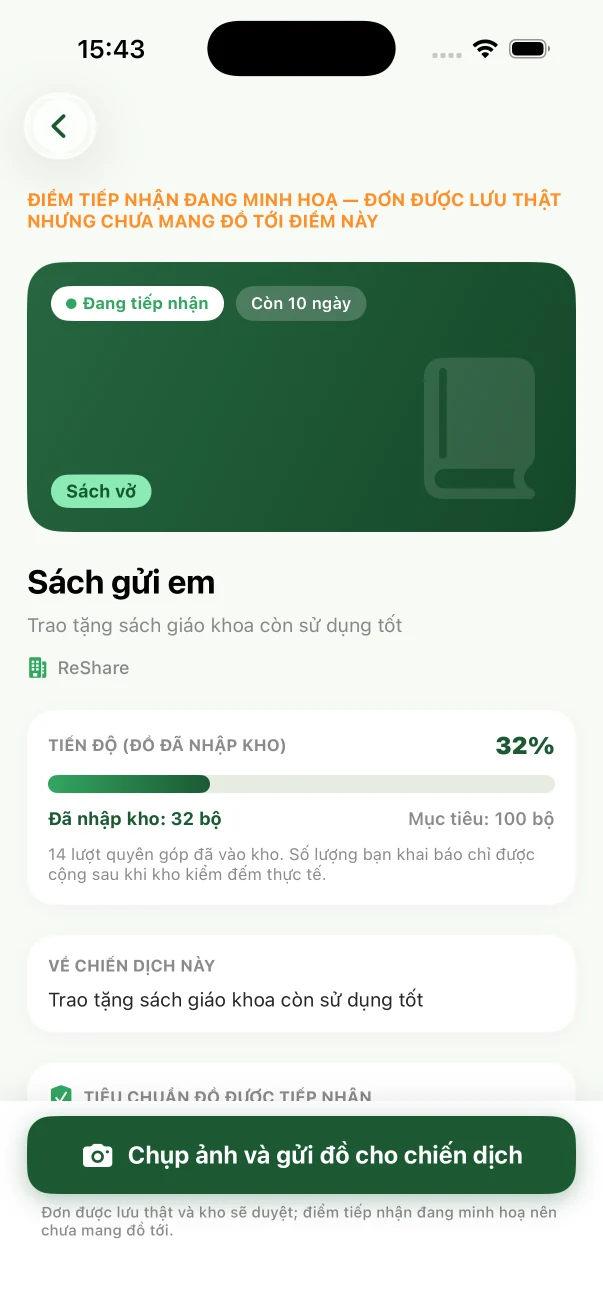 15:43
ĐIỂM TIẾP NHẬN ĐANG MINH HOẠ — ĐƠN ĐƯỢC LƯU THẬT
NHƯNG CHƯA MANG ĐỒ TỚI ĐIỂM NÀY
Đang tiếp nhận
Còn 10 ngày
Sách vở
Sách gửi em
Trao tặng sách giáo khoa còn sử dụng tốt
ReShare
TIẾN ĐỘ (ĐỒ ĐÃ NHẬP KHO)
32%
Đã nhập kho: 32 bộ
Mục tiêu: 100 bộ
14 lượt quyên góp đã vào kho. Số lượng bạn khai báo chỉ được
cộng sau khi kho kiểm đếm thực tế.
VỀ CHIẾN DỊCH NÀY
Trao tặng sách giáo khoa còn sử dụng tốt
TIÊU CHUẨN ĐỒ ĐƯỢC TIẾP NHẬN
Chụp ảnh và gửi đồ cho chiến dịch
Đơn được lưu thật và kho sẽ duyệt; điểm tiếp nhận đang minh hoạ nên
chưa mang đồ tới.